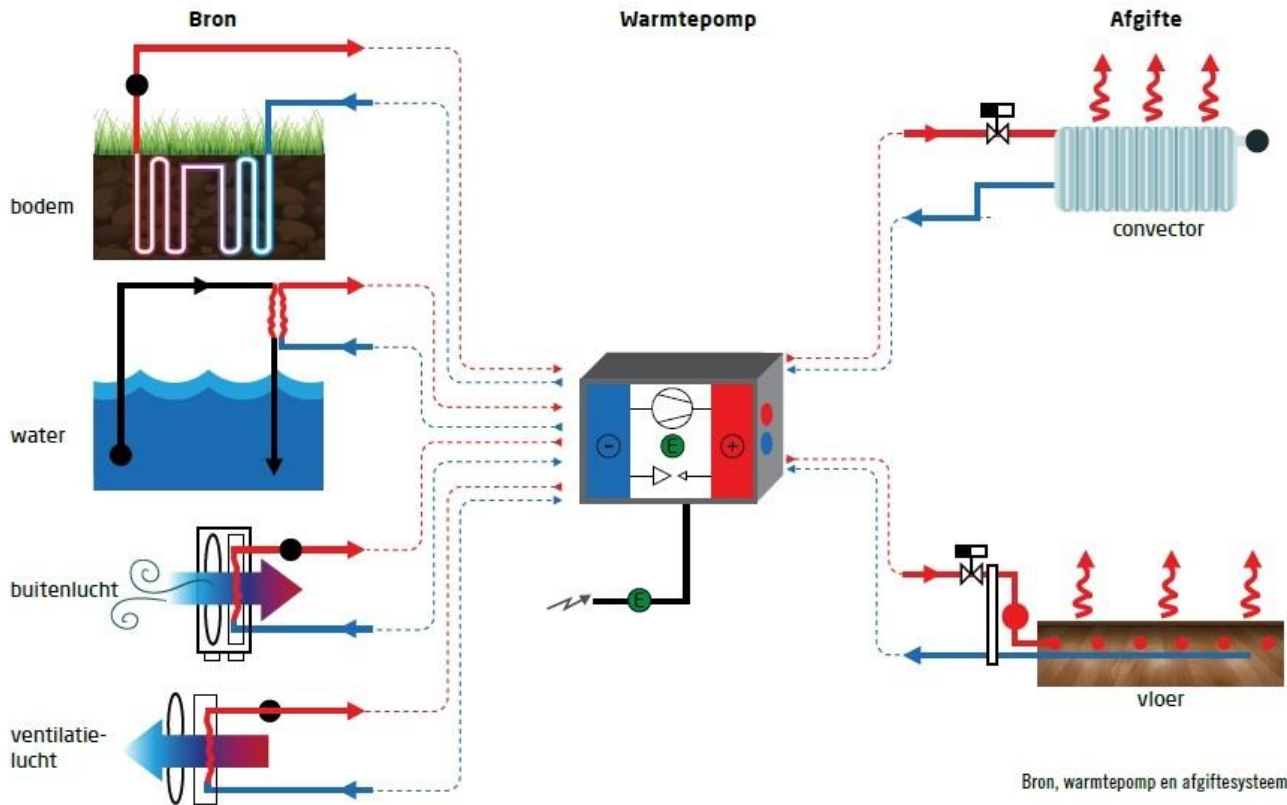 Bron
Warmtepomp
Afgifte
bodem
convector
water
-
E
+
buitenlucht
E
vloer
ventilatie-
lucht
Bron, warmtepomp en afgiftesysteem